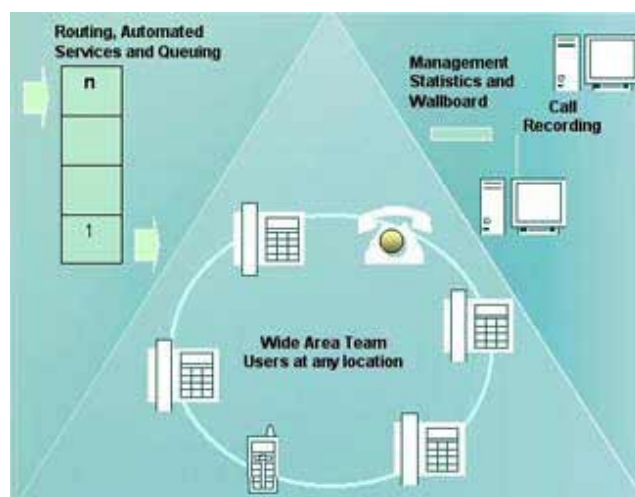 Routing, Automated
Services and Queuing
n
1
Management
Statistics and
Wallboard
Call
Recording
Wide Area Team
Users at any location